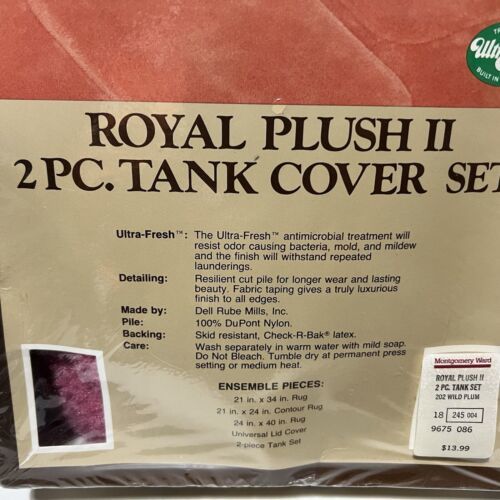 Ult
BUILT IN
ROYAL PLUSH II
2 PC. TANK COVER SET
Ultra-Fresh™: The Ultra-Fresh™ antimicrobial treatment will
resist odor causing bacteria, mold, and mildew
and the finish will withstand repeated
launderings.
Detailing: Resilient cut pile for longer wear and lasting
beauty. Fabric taping gives a truly luxurious
finish to all edges.
Made by: Dell Rube Mills, Inc.
Pile: 100% DuPont Nylon.
Backing: Skid resistant, Check-R-Bak® latex.
Care: Wash separately in warm water with mild soap.
Do Not Bleach. Tumble dry at permanent press
setting or medium heat.
ENSEMBLE PIECES:
21 in. x 34 in. Rug
21 in. x 24 in. Contour Rug
24 in. x 40 in. Rug
Universal Lid Cover
2-piece Tank Set
Montgomery Ward
ROYAL PLUSH II
2 PC. TANK SET
202 WILD PLUM
18 245 004
9675 086
$13.99